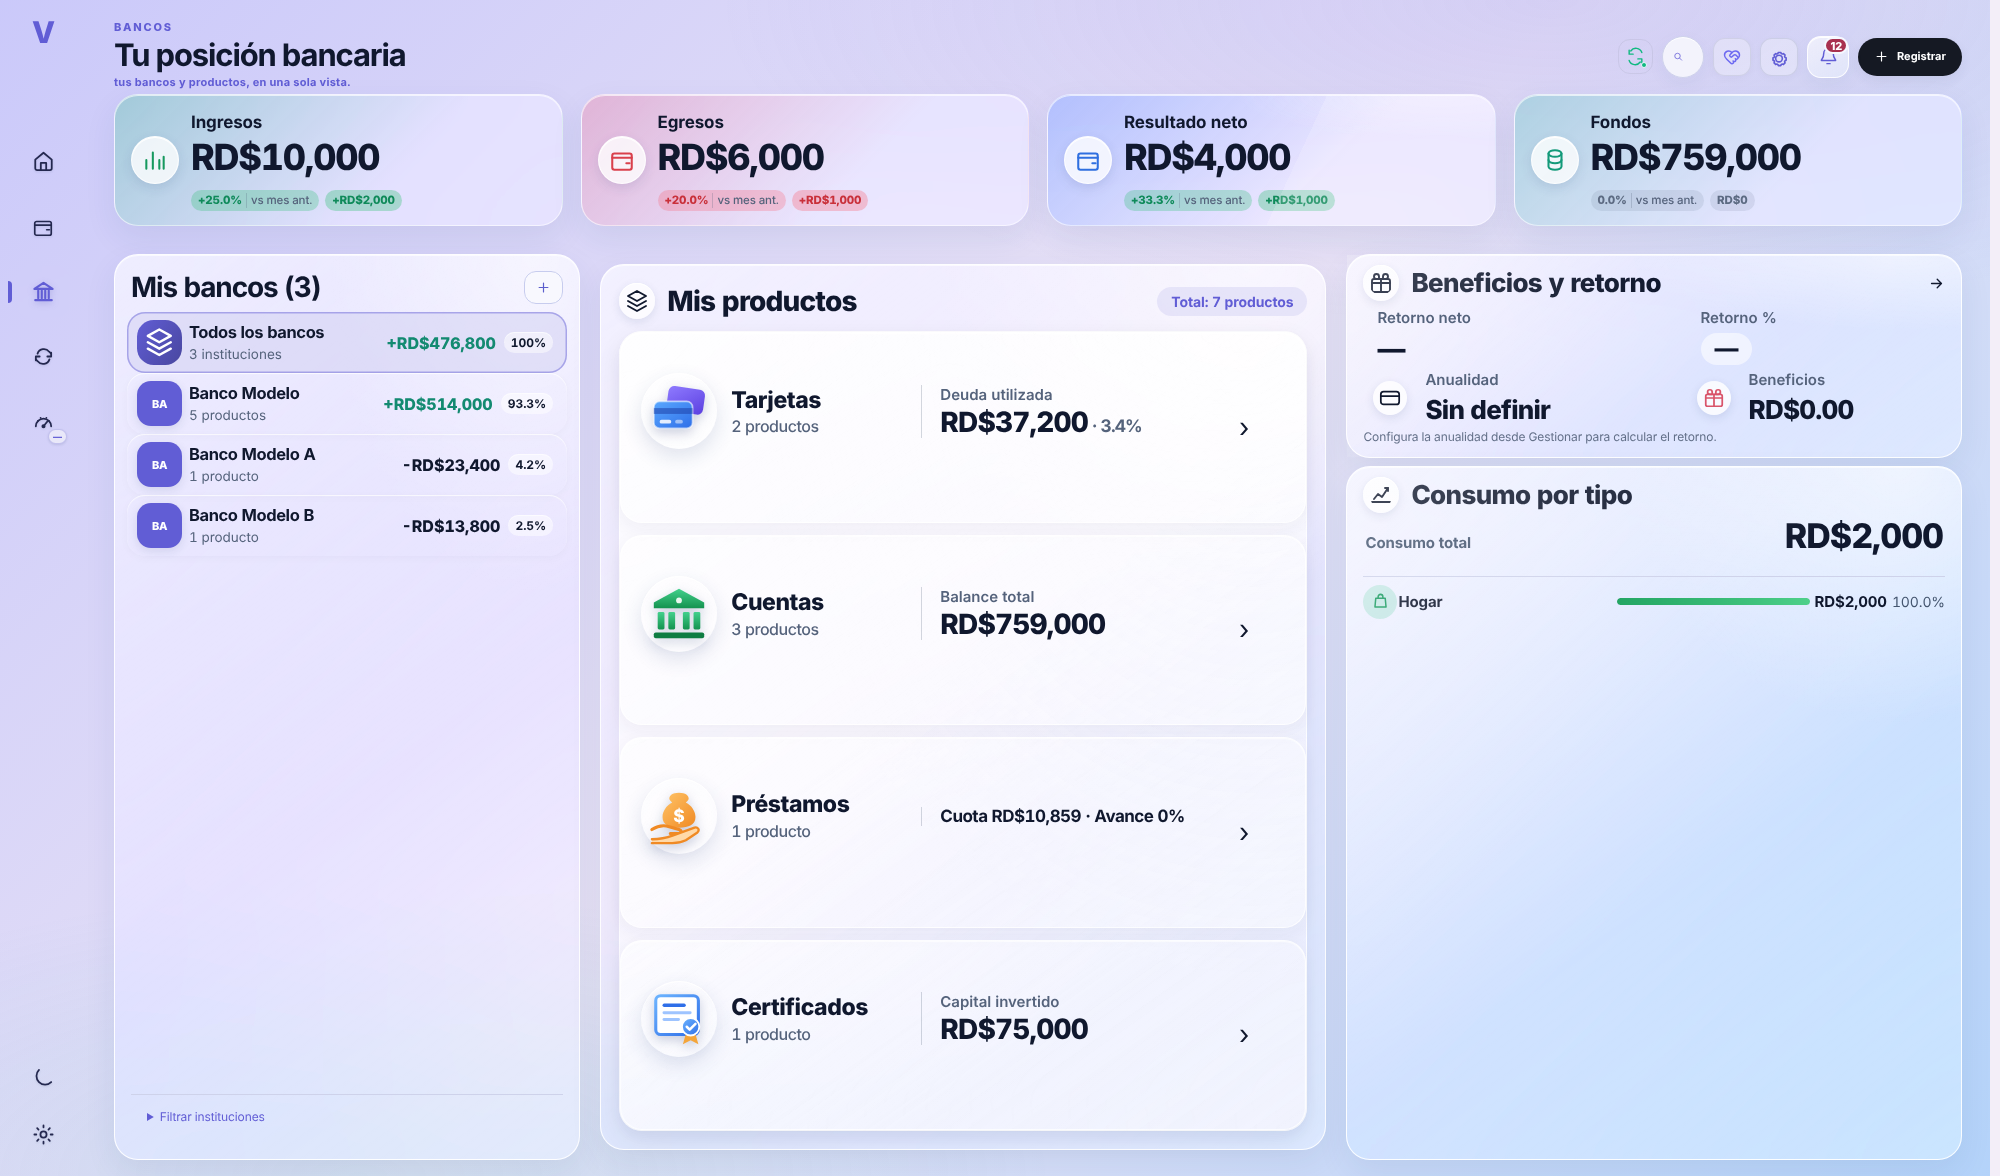 V
BANCOS
Tu posición bancaria
tus bancos y productos, en una sola vista.
12
+ Registrar
Ingresos
RD$10,000
+25.0% vs mes ant. +RD$2,000
Egresos
RD$6,000
+20.0% vs mes ant. +RD$1,000
Resultado neto
RD$4,000
+33.3% vs mes ant. +RD$1,000
Fondos
RD$759,000
0.0% vs mes ant. RD$0
Mis bancos (3)
+
Todos los bancos
3 instituciones
+RD$476,800 100%
BA
Banco Modelo
5 productos
+RD$514,000 93.3%
BA
Banco Modelo A
1 producto
-RD$23,400 4.2%
BA
Banco Modelo B
1 producto
-RD$13,800 2.5%
Filtrar instituciones
Mis productos
Total: 7 productos
Tarjetas
2 productos
Deuda utilizada
RD$37,200 · 3.4%
Cuentas
3 productos
Balance total
RD$759,000
$
Préstamos
1 producto
Cuota RD$10,859 · Avance 0%
Certificados
1 producto
Capital invertido
RD$75,000
Beneficios y retorno
Retorno neto
—
Retorno %
—
Anualidad
Sin definir
Beneficios
RD$0.00
Configura la anualidad desde Gestionar para calcular el retorno.
Consumo por tipo
Consumo total
RD$2,000
Hogar
RD$2,000 100.0%